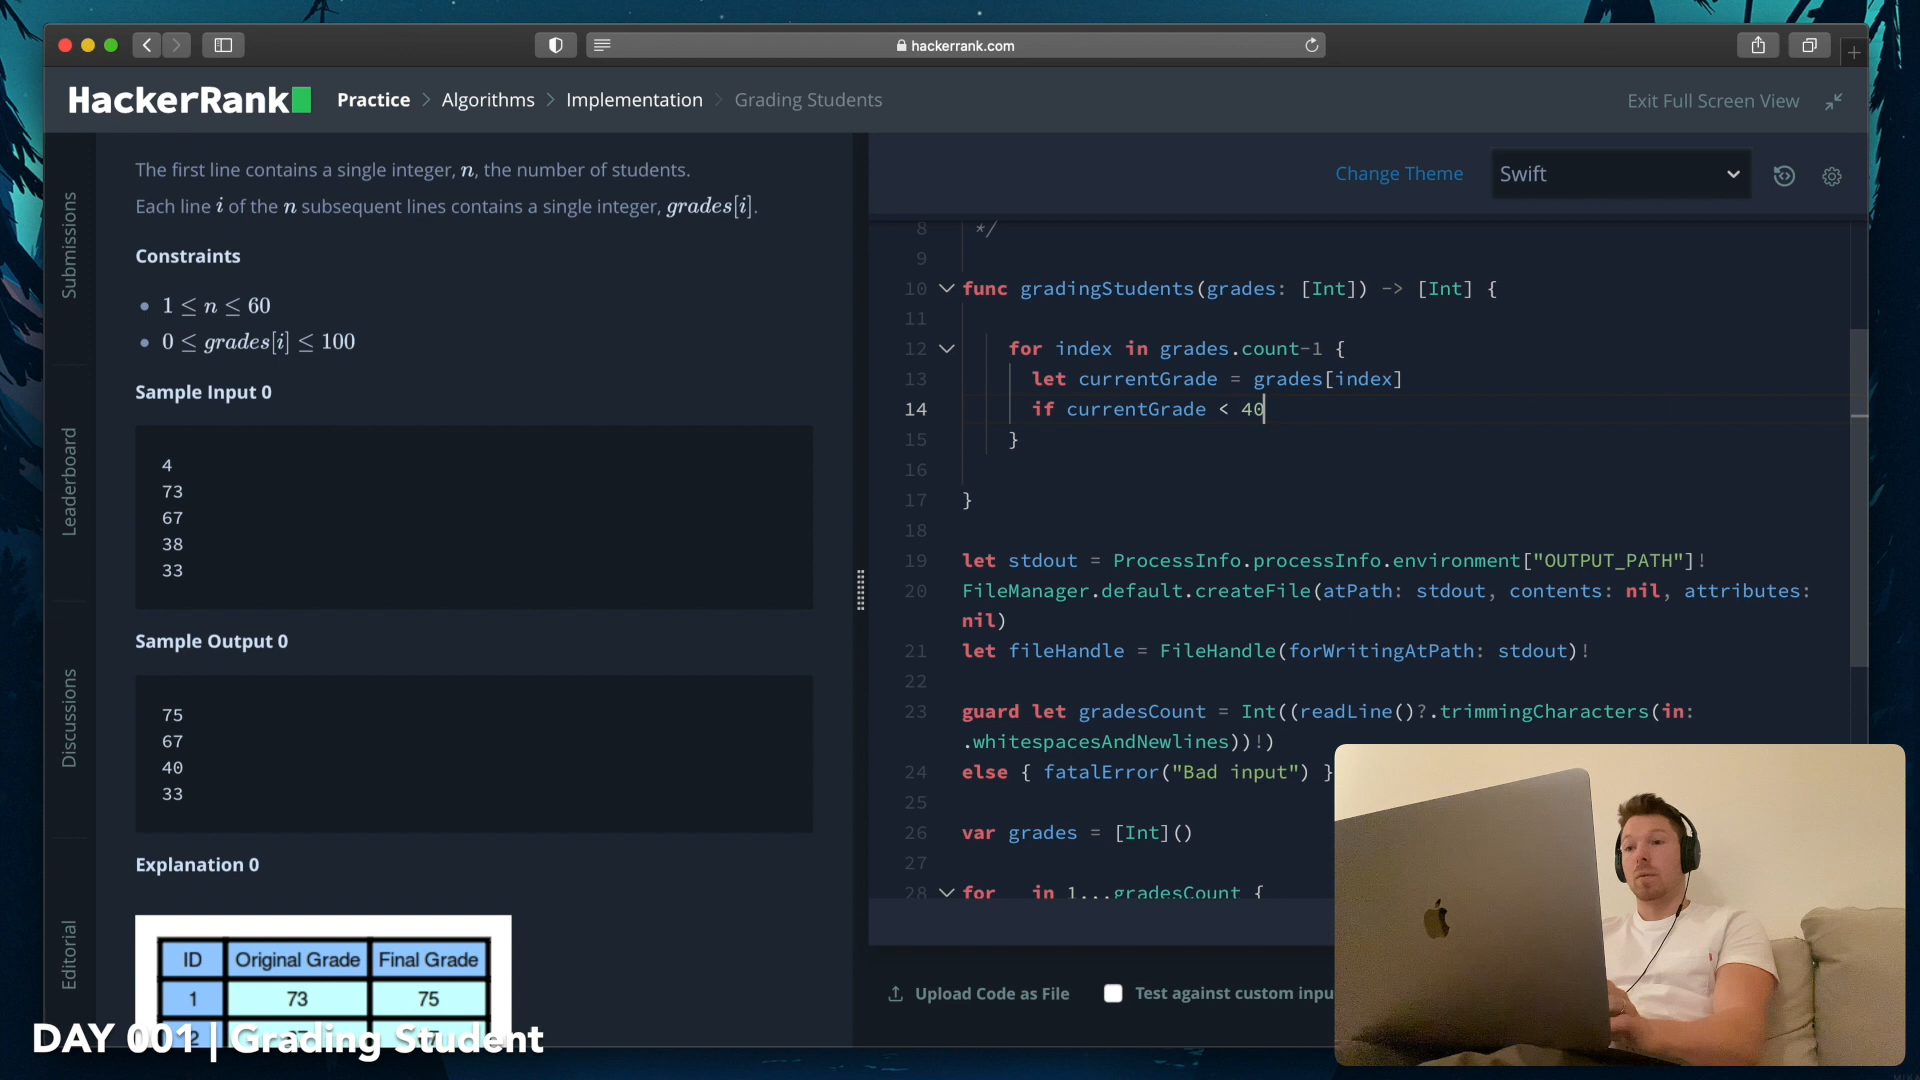 hackerrank.com
HackerRank
Practice > Algorithms > Implementation > Grading Students
Exit Full Screen View
Submissions
Leaderboard
Discussions
Editorial
The first line contains a single integer, n, the number of students.
Each line i of the n subsequent lines contains a single integer, grades[i].
Constraints
• 1 ≤ n ≤ 60
• 0 ≤ grades[i] ≤ 100
Sample Input 0
4
73
67
38
33
Sample Output 0
75
67
40
33
Explanation 0
ID Original Grade Final Grade
1 73 75
2
Change Theme
Swift
8 */
9
10 func gradingStudents(grades: [Int]) -> [Int] {
11
12 for index in grades.count-1 {
13 let currentGrade = grades[index]
14 if currentGrade < 40
15 }
16
17 }
18
19 let stdout = ProcessInfo.processInfo.environment["OUTPUT_PATH"]!
20 FileManager.default.createFile(atPath: stdout, contents: nil, attributes:
nil)
21 let fileHandle = FileHandle(forWritingAtPath: stdout)!
22
23 guard let gradesCount = Int((readLine()?.trimmingCharacters(in:
.whitespacesAndNewlines))!)
24 else { fatalError("Bad input") }
25
26 var grades = [Int]()
27
28 for in 1...gradesCount {
Upload Code as File
Test against custom inpu
DAY 001 | Grading Student